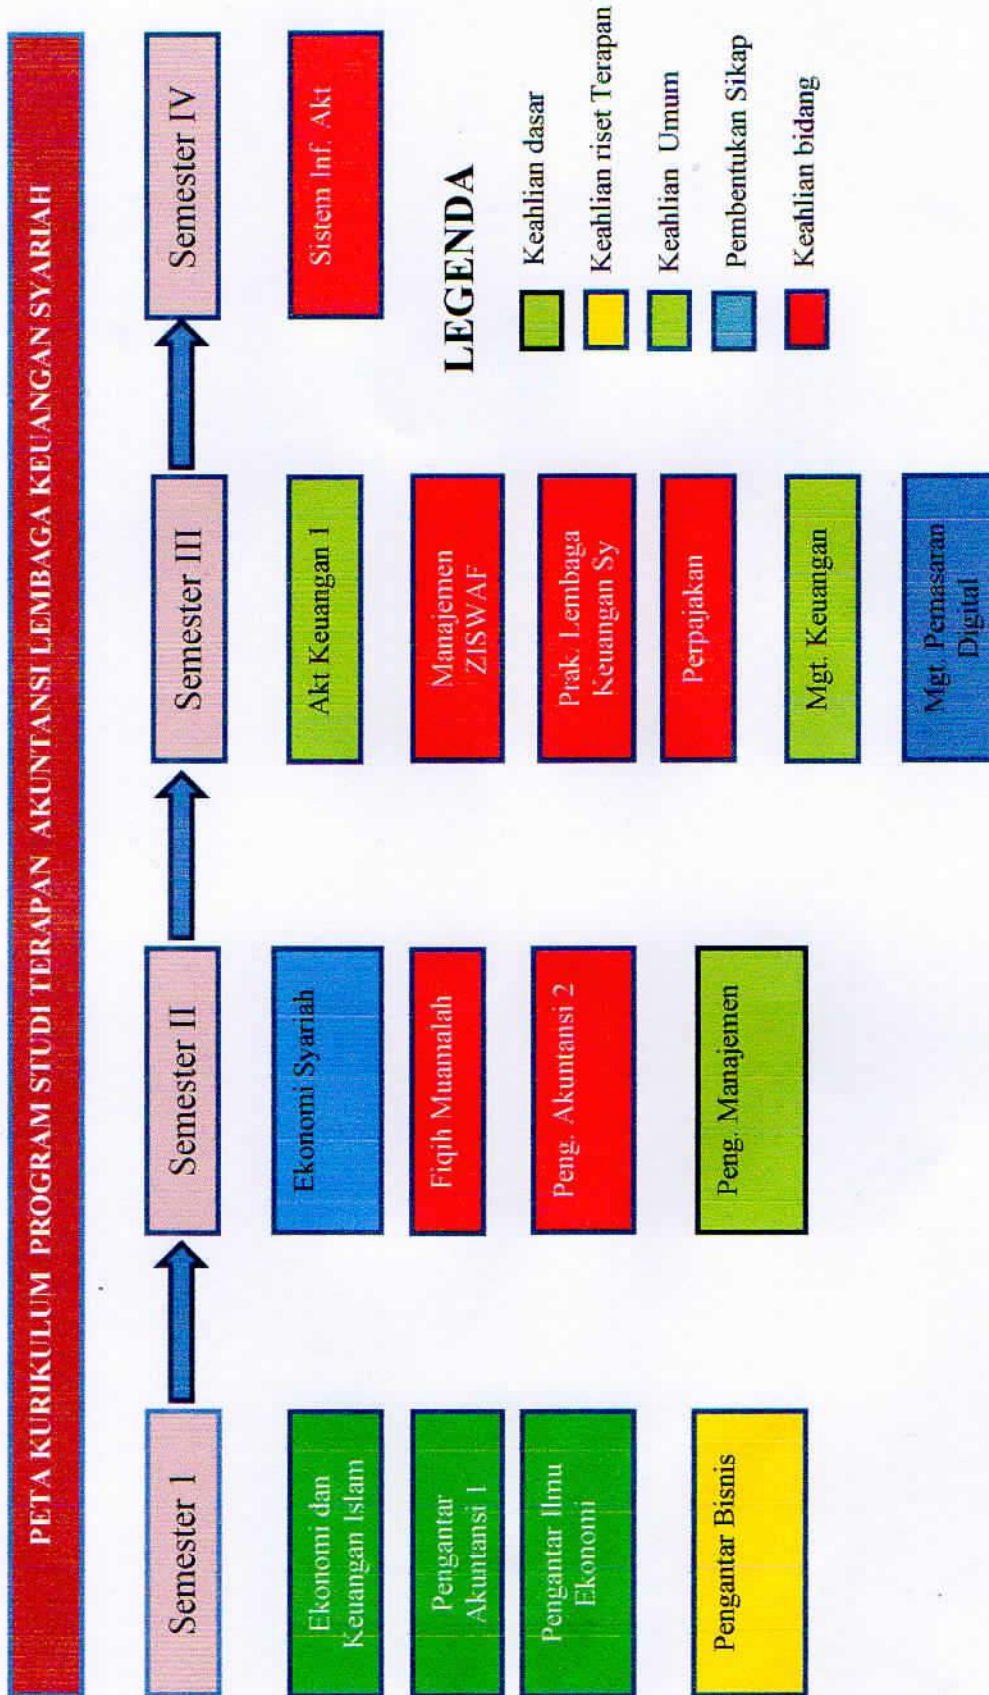 PETA KURIKULUM PROGRAM STUDI TERAPAN AKUNTANSI LEMBAGA KEUANGAN SYARIAH
Semester 1
Semester II
Semester III
Semester IV
Ekonomi dan
Keuangan Islam
Pengantar
Akuntansi 1
Pengantar Ilmu
Ekonomi
Pengantar Bisnis
Ekonomi Syariah
Fiqih Muamalah
Peng. Akuntansi 2
Peng. Manajemen
Akt Keuangan 1
Manajemen
ZISWAF
Prak. Lembaga
Keuangan Sy
Perpajakan
Mgt. Keuangan
Mgt. Pemasaran
Digital
Sistem Inf. Akt
LEGENDA
Keahlian dasar
Keahlian riset Terapan
Keahlian Umum
Pembentukan Sikap
Keahlian bidang